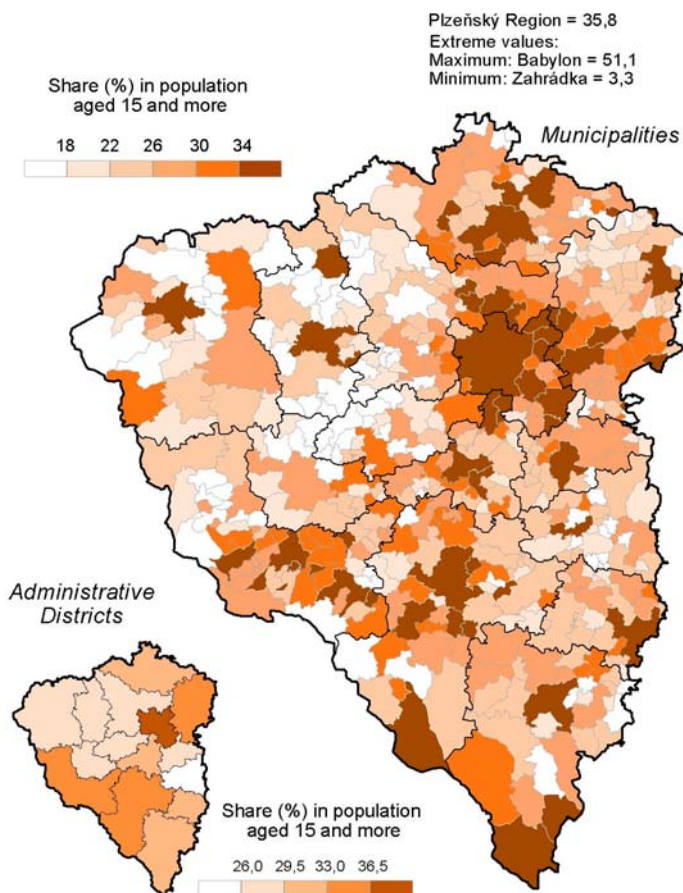 Plzeňský Region = 35,8
Extreme values:
Maximum: Babylon = 51,1
Minimum: Zahrádka = 3,3
Share (%) in population
aged 15 and more
18 22 26 30 34
Municipalities
Administrative
Districts
Share (%) in population
aged 15 and more
26,0 29,5 33,0 36,5